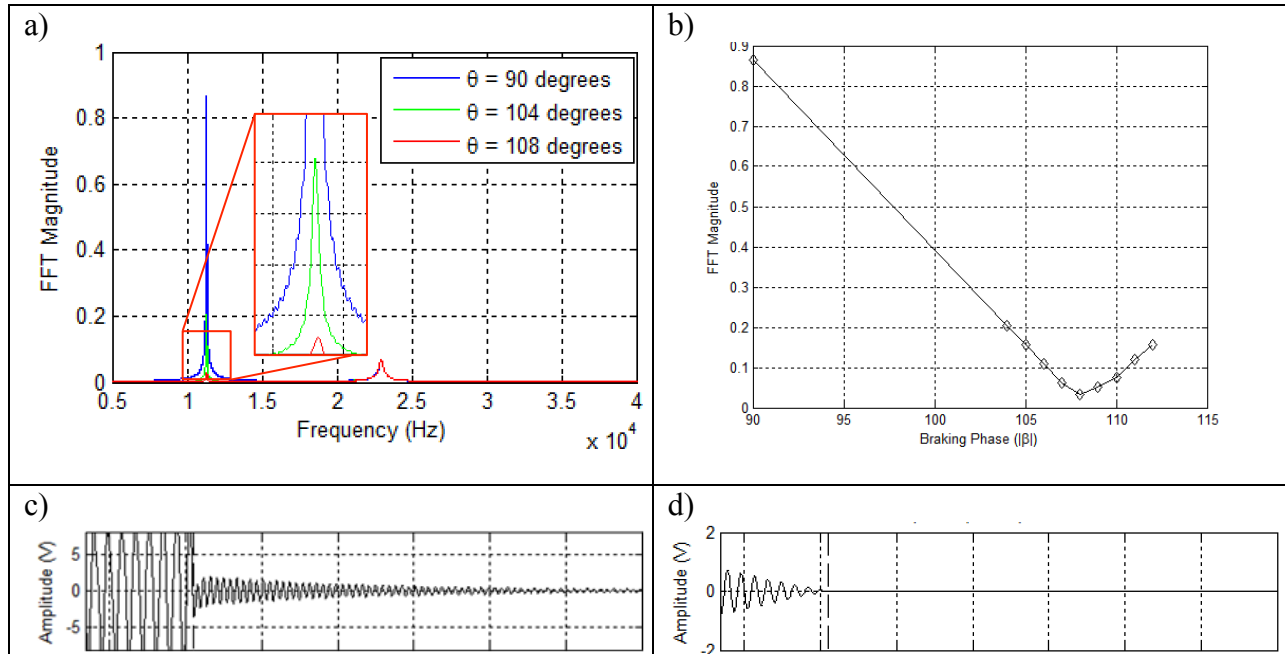 a)
1
0.8
0.6
0.4
0.2
0
FFT Magnitude
θ = 90 degrees
θ = 104 degrees
θ = 108 degrees
0.5 1 1.5 2 2.5 3 3.5 4
Frequency (Hz)
x 10⁴
b)
0.9
0.8
0.7
0.6
0.5
0.4
0.3
0.2
0.1
0
FFT Magnitude
90 95 100 105 110 115
Braking Phase (|β|)
c)
5
0
-5
Amplitude (V)
d)
2
0
-2
Amplitude (V)